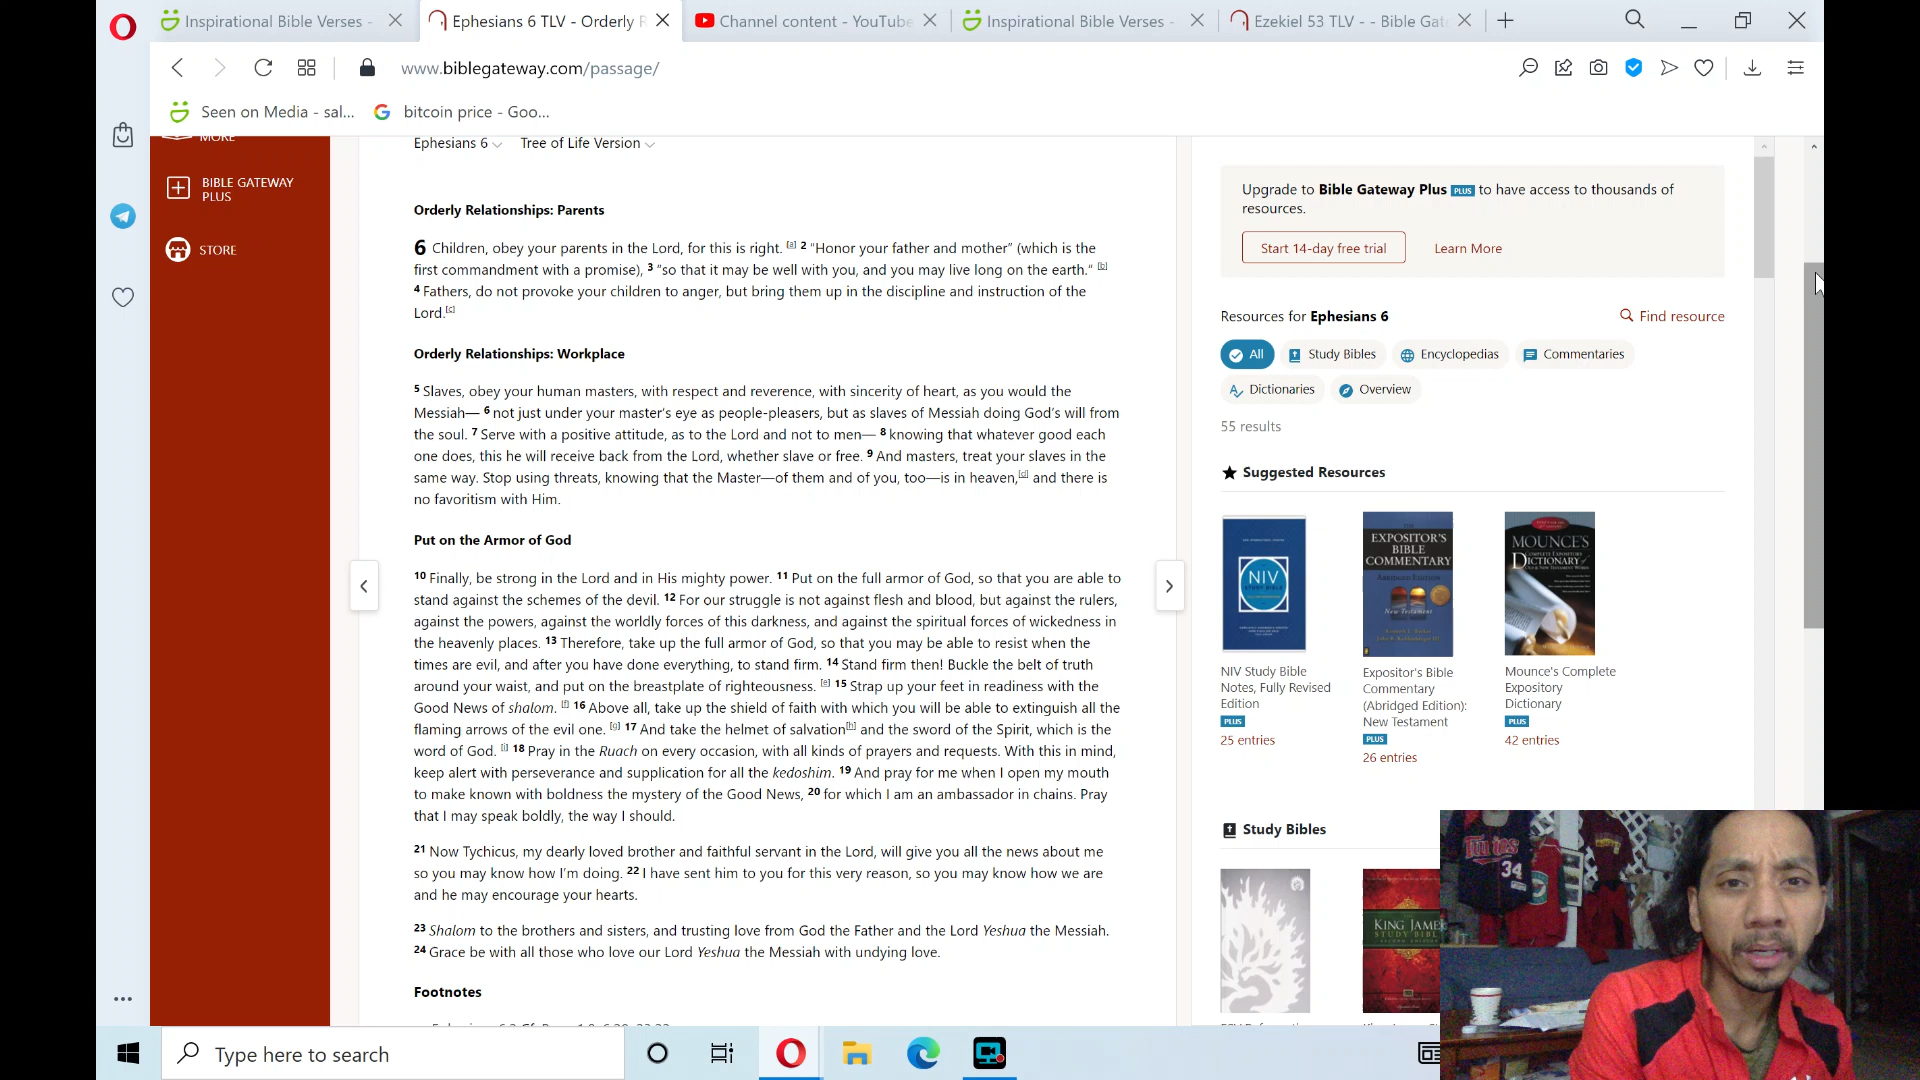 Inspirational Bible Verses -
Ephesians 6 TLV - Orderly R
Channel content - YouTube
Inspirational Bible Verses -
Ezekiel 53 TLV - - Bible Gate
www.biblegateway.com/passage/
Seen on Media - sal...
bitcoin price - Goo...
MORE
BIBLE GATEWAY
PLUS
STORE
Ephesians 6
Tree of Life Version
Orderly Relationships: Parents
6 Children, obey your parents in the Lord, for this is right. [a] 2 “Honor your father and mother” (which is the
first commandment with a promise), 3 “so that it may be well with you, and you may live long on the earth.” [b]
4 Fathers, do not provoke your children to anger, but bring them up in the discipline and instruction of the
Lord.[c]
Orderly Relationships: Workplace
5 Slaves, obey your human masters, with respect and reverence, with sincerity of heart, as you would the
Messiah— 6 not just under your master’s eye as people-pleasers, but as slaves of Messiah doing God’s will from
the soul. 7 Serve with a positive attitude, as to the Lord and not to men— 8 knowing that whatever good each
one does, this he will receive back from the Lord, whether slave or free. 9 And masters, treat your slaves in the
same way. Stop using threats, knowing that the Master—of them and of you, too—is in heaven,[d] and there is
no favoritism with Him.
Put on the Armor of God
10 Finally, be strong in the Lord and in His mighty power. 11 Put on the full armor of God, so that you are able to
stand against the schemes of the devil. 12 For our struggle is not against flesh and blood, but against the rulers,
against the powers, against the worldly forces of this darkness, and against the spiritual forces of wickedness in
the heavenly places. 13 Therefore, take up the full armor of God, so that you may be able to resist when the
times are evil, and after you have done everything, to stand firm. 14 Stand firm then! Buckle the belt of truth
around your waist, and put on the breastplate of righteousness. [e] 15 Strap up your feet in readiness with the
Good News of shalom. [f] 16 Above all, take up the shield of faith with which you will be able to extinguish all the
flaming arrows of the evil one. [g] 17 And take the helmet of salvation[h] and the sword of the Spirit, which is the
word of God. [i] 18 Pray in the Ruach on every occasion, with all kinds of prayers and requests. With this in mind,
keep alert with perseverance and supplication for all the kedoshim. 19 And pray for me when I open my mouth
to make known with boldness the mystery of the Good News, 20 for which I am an ambassador in chains. Pray
that I may speak boldly, the way I should.
21 Now Tychicus, my dearly loved brother and faithful servant in the Lord, will give you all the news about me
so you may know how I’m doing. 22 I have sent him to you for this very reason, so you may know how we are
and he may encourage your hearts.
23 Shalom to the brothers and sisters, and trusting love from God the Father and the Lord Yeshua the Messiah.
24 Grace be with all those who love our Lord Yeshua the Messiah with undying love.
Footnotes
Upgrade to Bible Gateway Plus PLUS to have access to thousands of
resources.
Start 14-day free trial
Learn More
Resources for Ephesians 6
Find resource
All
Study Bibles
Encyclopedias
Commentaries
Dictionaries
Overview
55 results
Suggested Resources
NIV
EXPOSITOR'S
BIBLE
COMMENTARY
ABRIDGED EDITION
New Testament
MOUNCE'S
COMPLETE EXPOSITORY
DICTIONARY
NIV Study Bible
Notes, Fully Revised
Edition
PLUS
25 entries
Expositor's Bible
Commentary
(Abridged Edition):
New Testament
PLUS
26 entries
Mounce's Complete
Expository
Dictionary
PLUS
42 entries
Study Bibles
KING JAMES
STUDY BIBLE
34
Type here to search